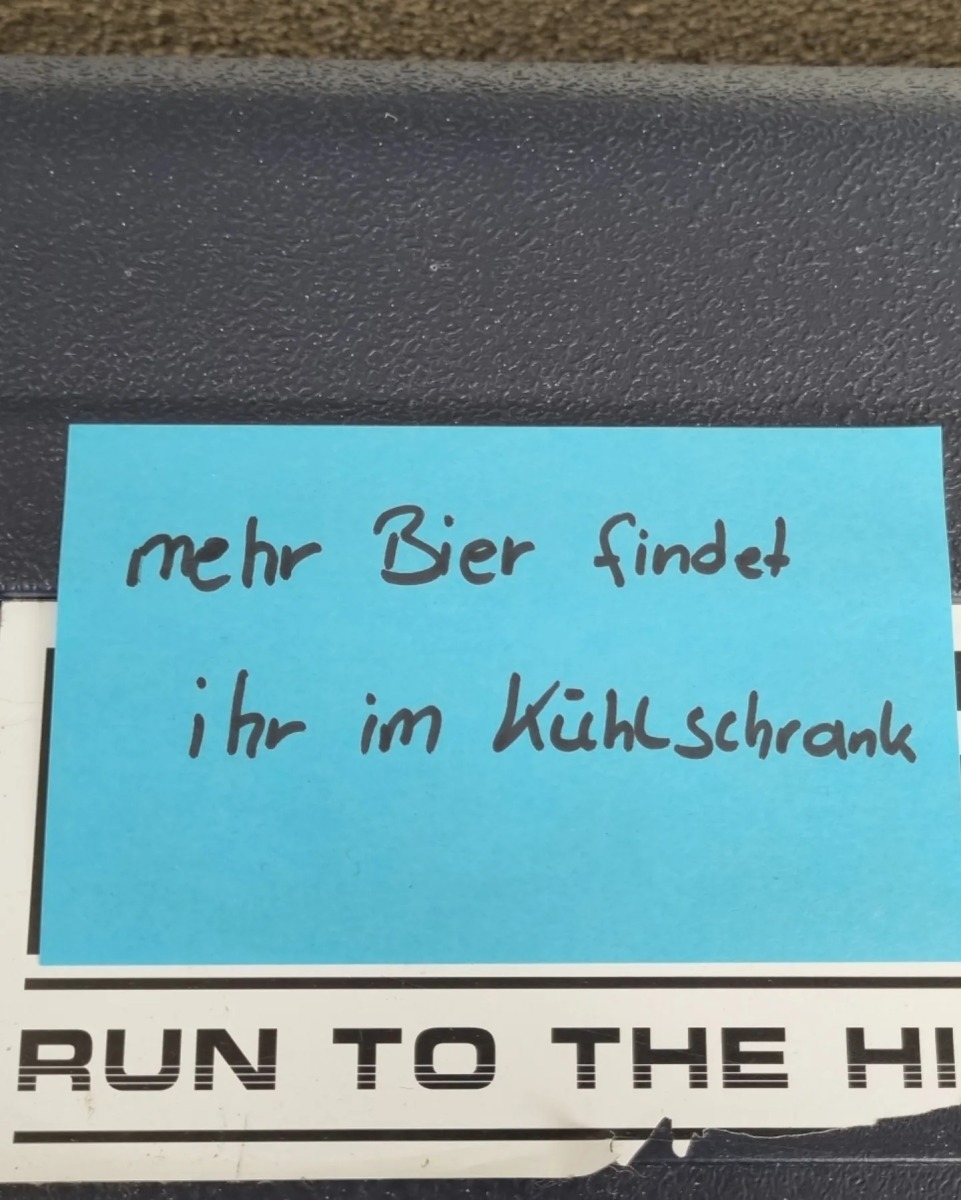 mehr Bier findet
ihr im Kühlschrank
RUN TO THE HI